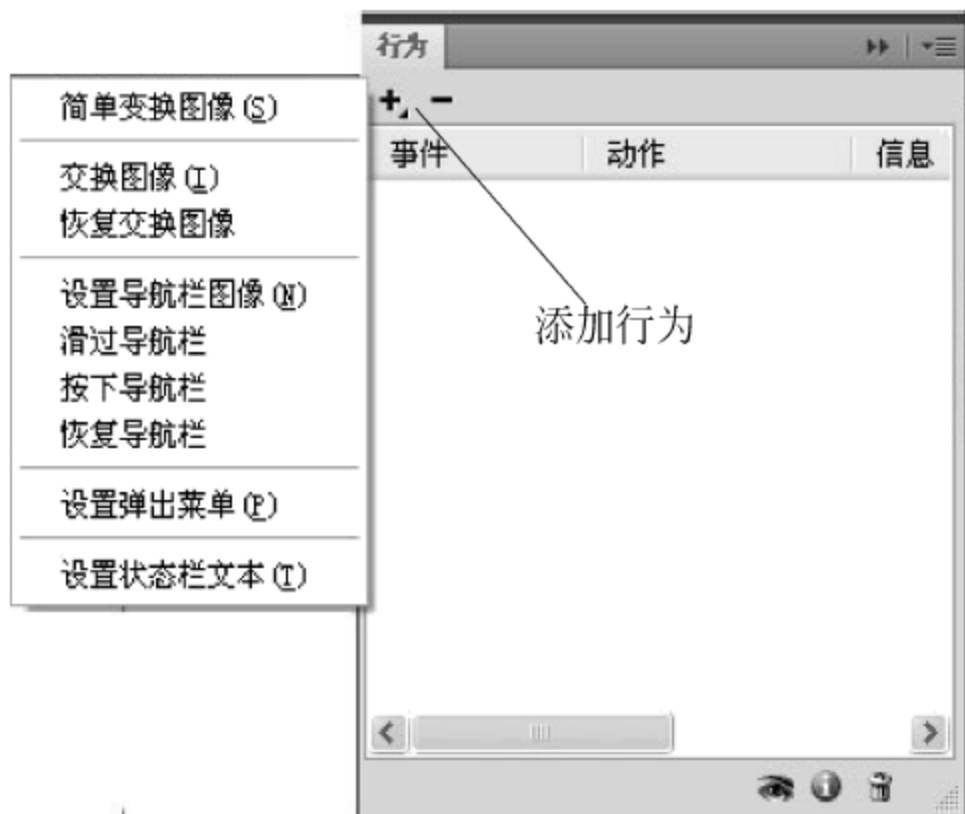 行为
事件 动作 信息
添加行为
简单变换图像(S)
交换图像(I)
恢复交换图像
设置导航栏图像(N)
滑过导航栏
按下导航栏
恢复导航栏
设置弹出菜单(P)
设置状态栏文本(T)